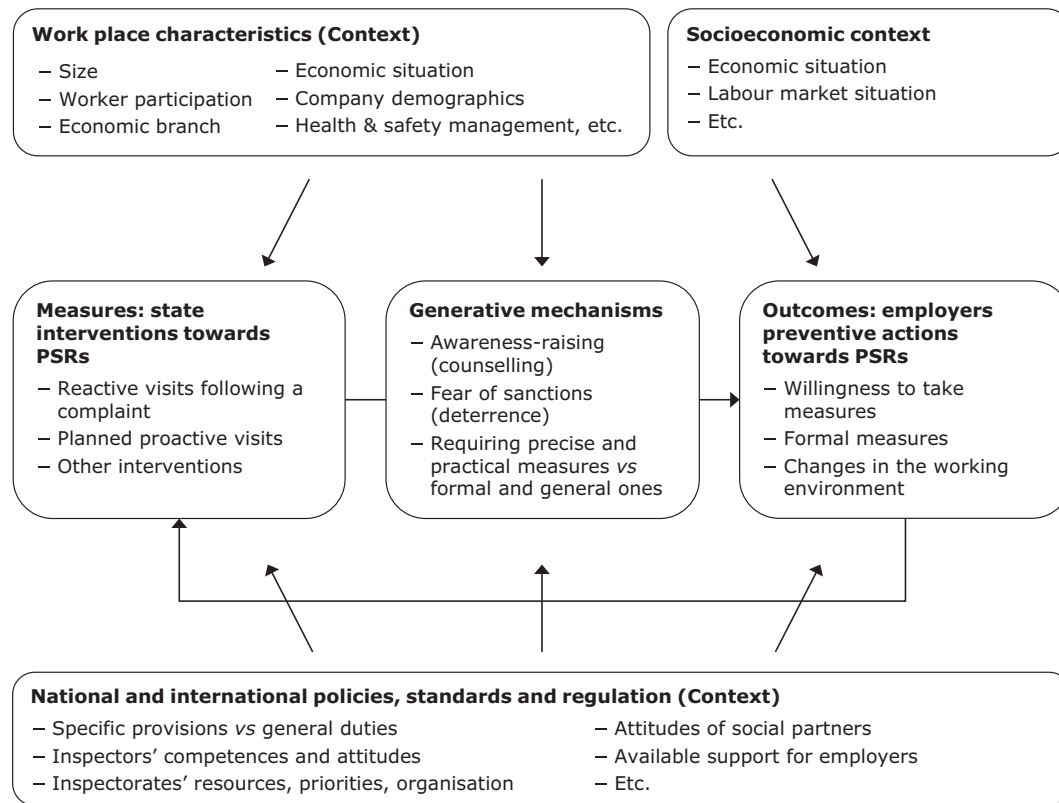 Work place characteristics (Context)
– Size
– Worker participation
– Economic branch
– Economic situation
– Company demographics
– Health & safety management, etc.
Socioeconomic context
– Economic situation
– Labour market situation
– Etc.
Measures: state
interventions towards
PSRs
– Reactive visits following a
complaint
– Planned proactive visits
– Other interventions
Generative mechanisms
– Awareness-raising
(counselling)
– Fear of sanctions
(deterrence)
– Requiring precise and
practical measures vs
formal and general ones
Outcomes: employers
preventive actions
towards PSRs
– Willingness to take
measures
– Formal measures
– Changes in the working
environment
National and international policies, standards and regulation (Context)
– Specific provisions vs general duties
– Inspectors’ competences and attitudes
– Inspectorates’ resources, priorities, organisation
– Attitudes of social partners
– Available support for employers
– Etc.